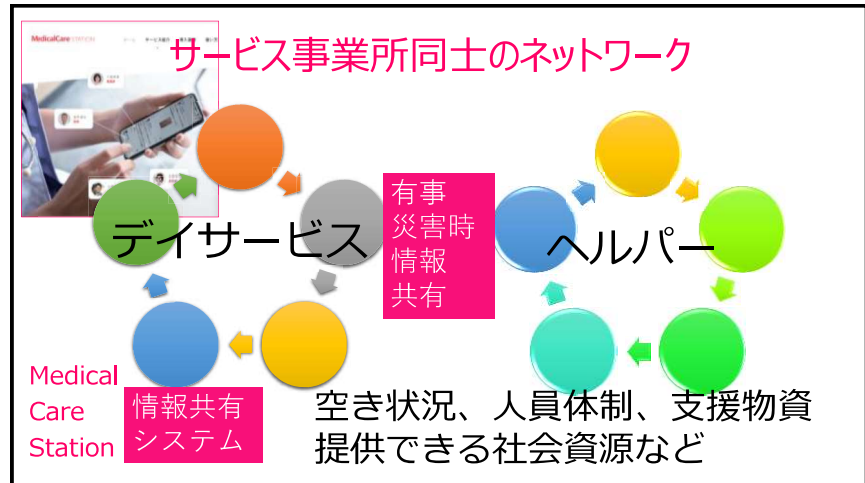 MedicalCare STATION
サービス事業所同士のネットワーク
デイサービス
有事
災害時
情報
共有
ヘルパー
Medical
Care
Station
情報共有
システム
空き状況、人員体制、支援物資
提供できる社会資源など